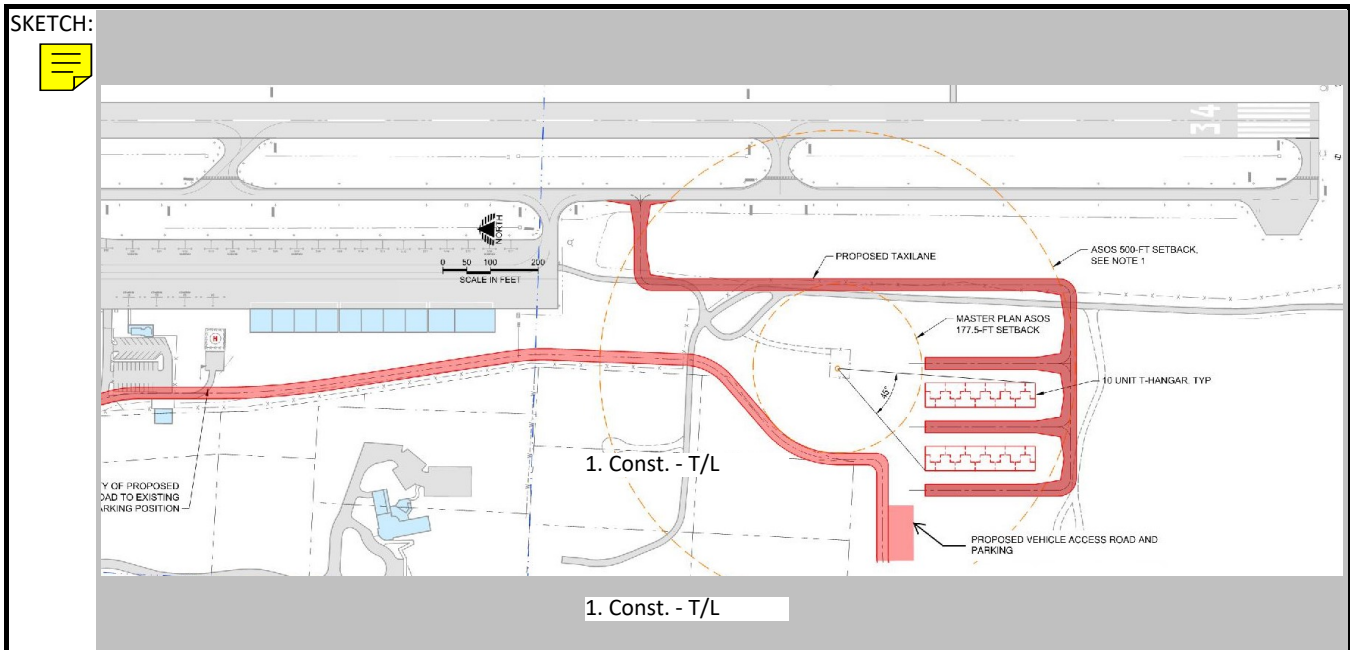 SKETCH:
34
NORTH
0 50 100 200
SCALE IN FEET
ASOS 500-FT SETBACK,
SEE NOTE 1
PROPOSED TAXILANE
MASTER PLAN ASOS
177.5-FT SETBACK
H
45°
10 UNIT T-HANGAR, TYP
1. Const. - T/L
Y OF PROPOSED
OAD TO EXISTING
ARKING POSITION
PROPOSED VEHICLE ACCESS ROAD AND
PARKING
1. Const. - T/L